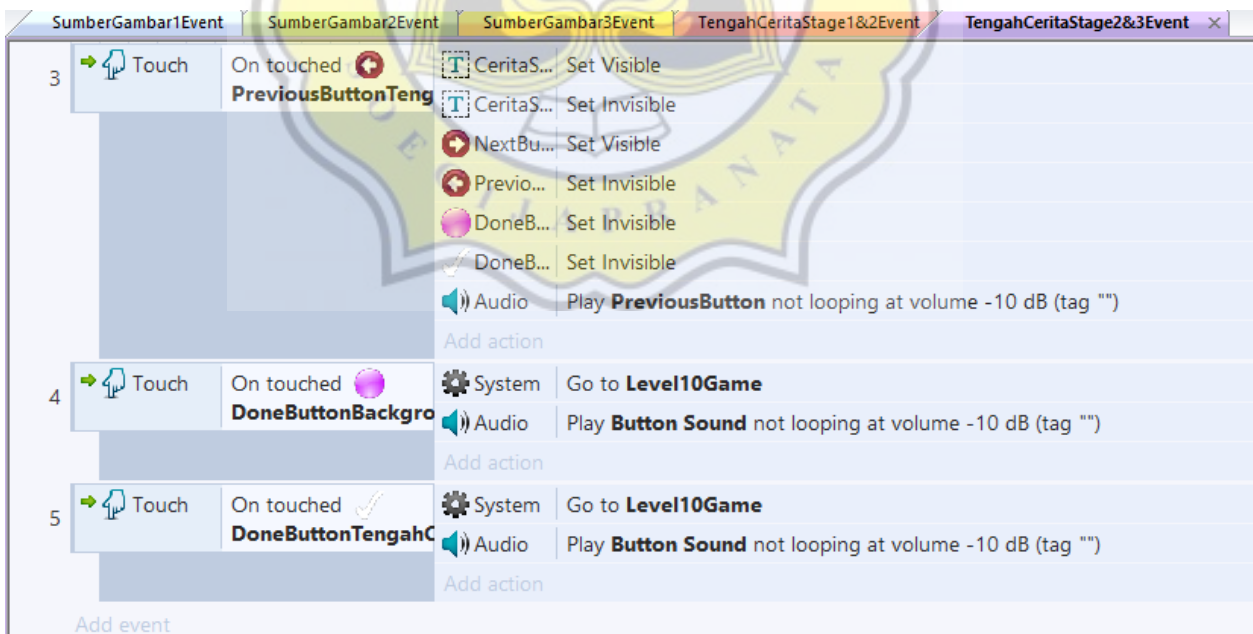 SumberGambar1Event SumberGambar2Event SumberGambar3Event TengahCeritaStage1&2Event TengahCeritaStage2&3Event ×
3 Touch On touched PreviousButtonTeng
CeritaS... Set Visible
CeritaS... Set Invisible
NextBu... Set Visible
Previo... Set Invisible
DoneB... Set Invisible
DoneB... Set Invisible
Audio Play PreviousButton not looping at volume -10 dB (tag "")
Add action
4 Touch On touched DoneButtonBackgro
System Go to Level10Game
Audio Play Button Sound not looping at volume -10 dB (tag "")
Add action
5 Touch On touched DoneButtonTengahC
System Go to Level10Game
Audio Play Button Sound not looping at volume -10 dB (tag "")
Add action
Add event